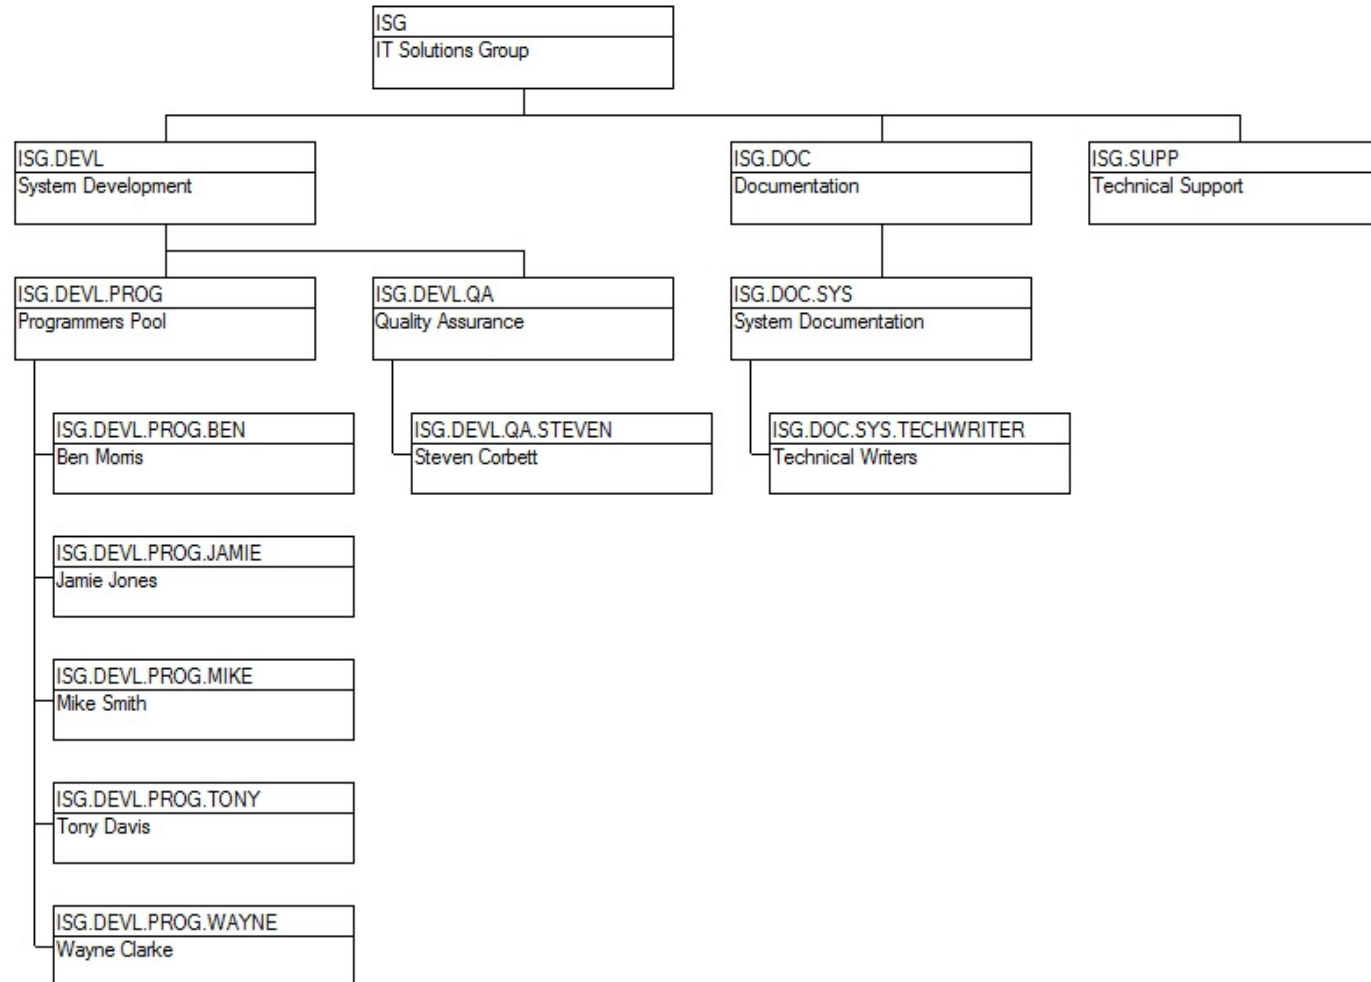 ISG
IT Solutions Group
ISG.DEVL
System Development
ISG.DOC
Documentation
ISG.SUPP
Technical Support
ISG.DEVL.PROG
Programmers Pool
ISG.DEVL.QA
Quality Assurance
ISG.DOC.SYS
System Documentation
ISG.DEVL.PROG.BEN
Ben Morris
ISG.DEVL.QA.STEVEN
Steven Corbett
ISG.DOC.SYS.TECHWRITER
Technical Writers
ISG.DEVL.PROG.JAMIE
Jamie Jones
ISG.DEVL.PROG.MIKE
Mike Smith
ISG.DEVL.PROG.TONY
Tony Davis
ISG.DEVL.PROG.WAYNE
Wayne Clarke